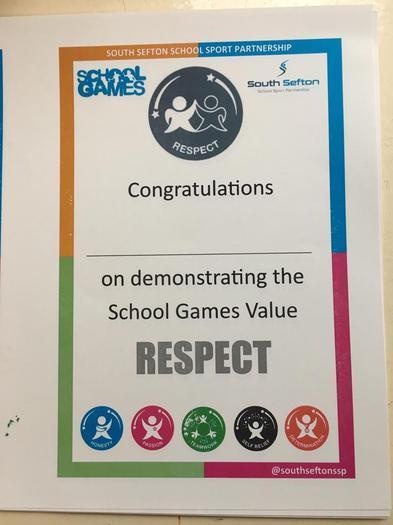 SOUTH SEFTON SCHOOL SPORT PARTNERSHIP
SCHOOL
GAMES
South Sefton
School Sport Partnership
RESPECT
Congratulations
on demonstrating the
School Games Value
RESPECT
HONESTY
PASSION
TEAMWORK
SELF BELIEF
DETERMINATION
@southseftonssp